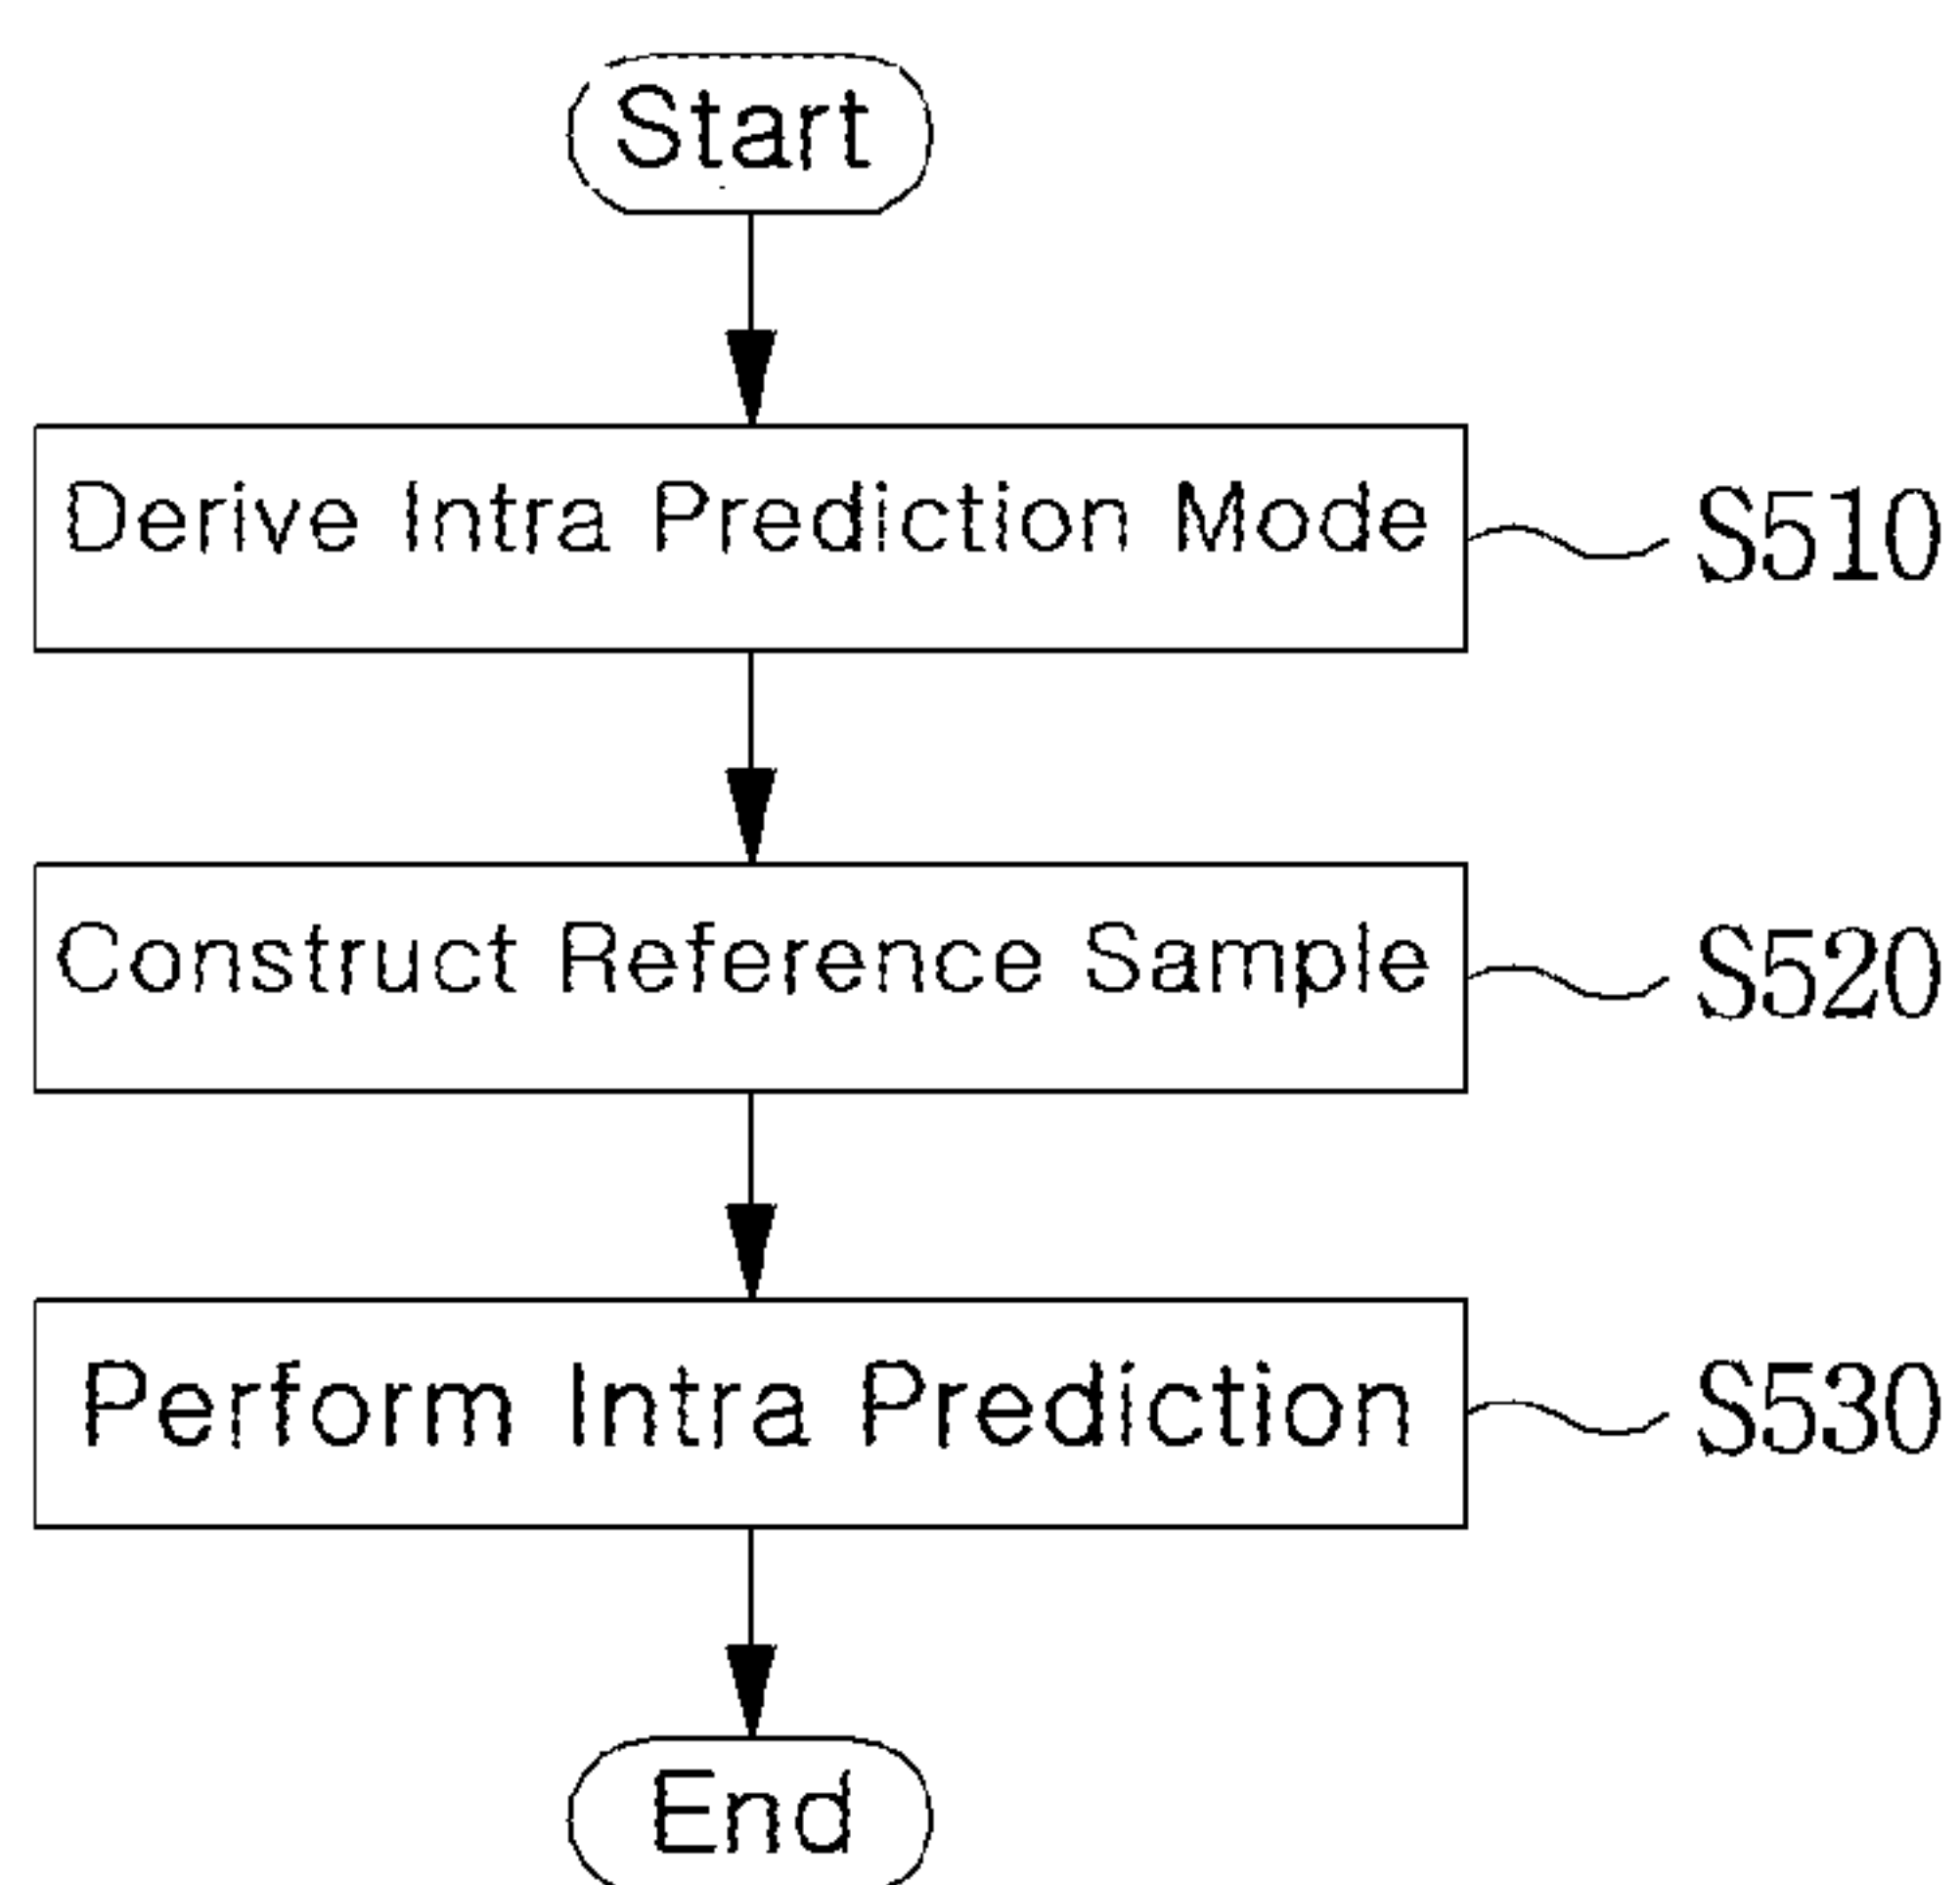 Start
Derive Intra Prediction Mode
S510
Construct Reference Sample
S520
Perform Intra Prediction
S530
End